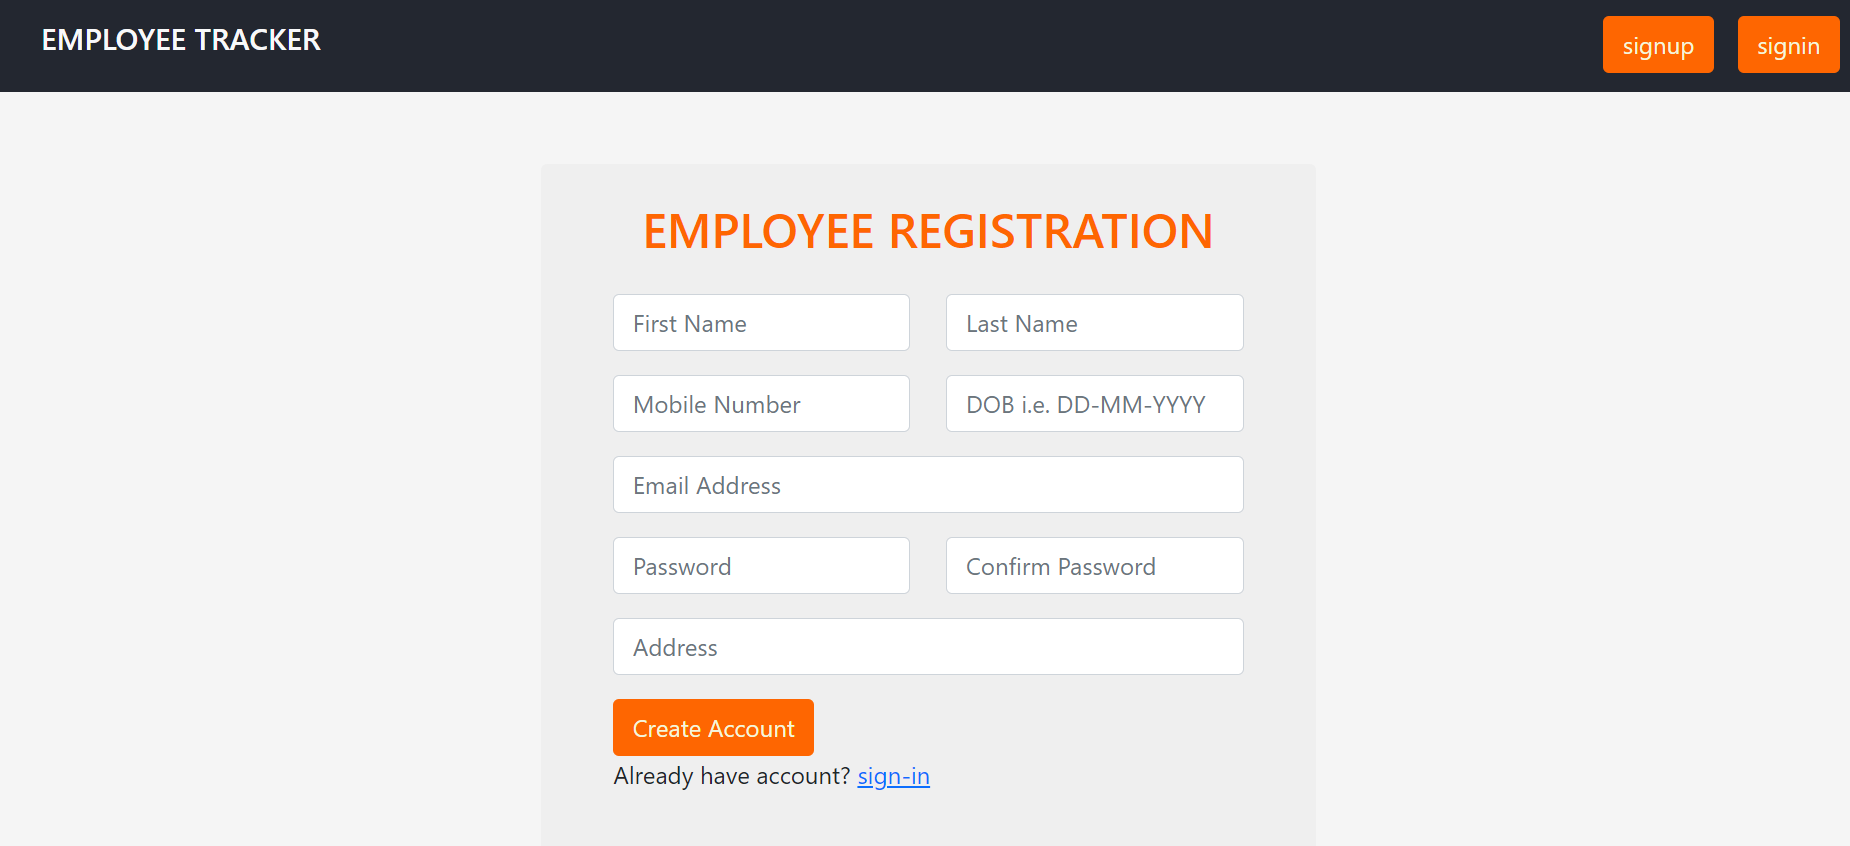 EMPLOYEE TRACKER
signup
signin
EMPLOYEE REGISTRATION
First Name
Last Name
Mobile Number
DOB i.e. DD-MM-YYYY
Email Address
Password
Confirm Password
Address
Create Account
Already have account? sign-in